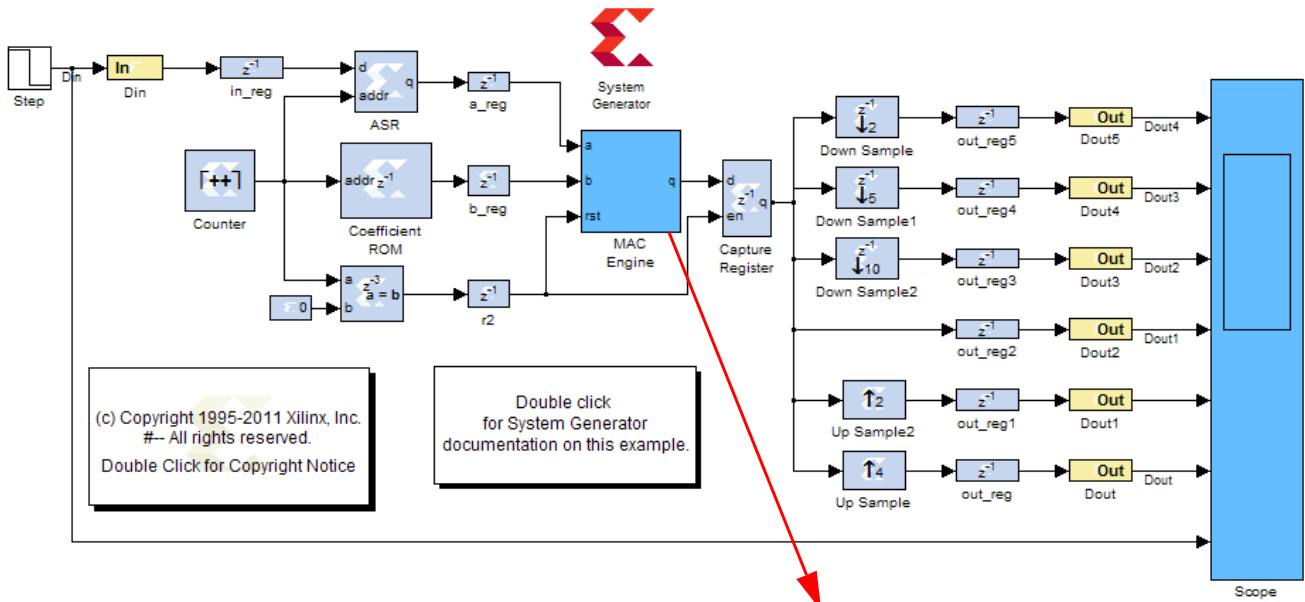 System
Generator
Step
Din
In
Din
z-1
in_reg
d
addr
q
ASR
z-1
a_reg
Counter
addr
z-1
Coefficient
ROM
z-1
b_reg
a
b
z-3
a = b
0
z-1
r2
a
b
rst
q
MAC
Engine
d
en
z-1
q
Capture
Register
z-1
↓2
Down Sample
z-1
out_reg5
Out
Dout5
Dout4
z-1
↓5
Down Sample1
z-1
out_reg4
Out
Dout4
Dout3
z-1
↓10
Down Sample2
z-1
out_reg3
Out
Dout3
Dout2
z-1
out_reg2
Out
Dout2
Dout1
↑2
Up Sample2
z-1
out_reg1
Out
Dout1
↑4
Up Sample
z-1
out_reg
Out
Dout
Dout
Scope
++
(c) Copyright 1995-2011 Xilinx, Inc.
#-- All rights reserved.
Double Click for Copyright Notice
Double click
for System Generator
documentation on this example.